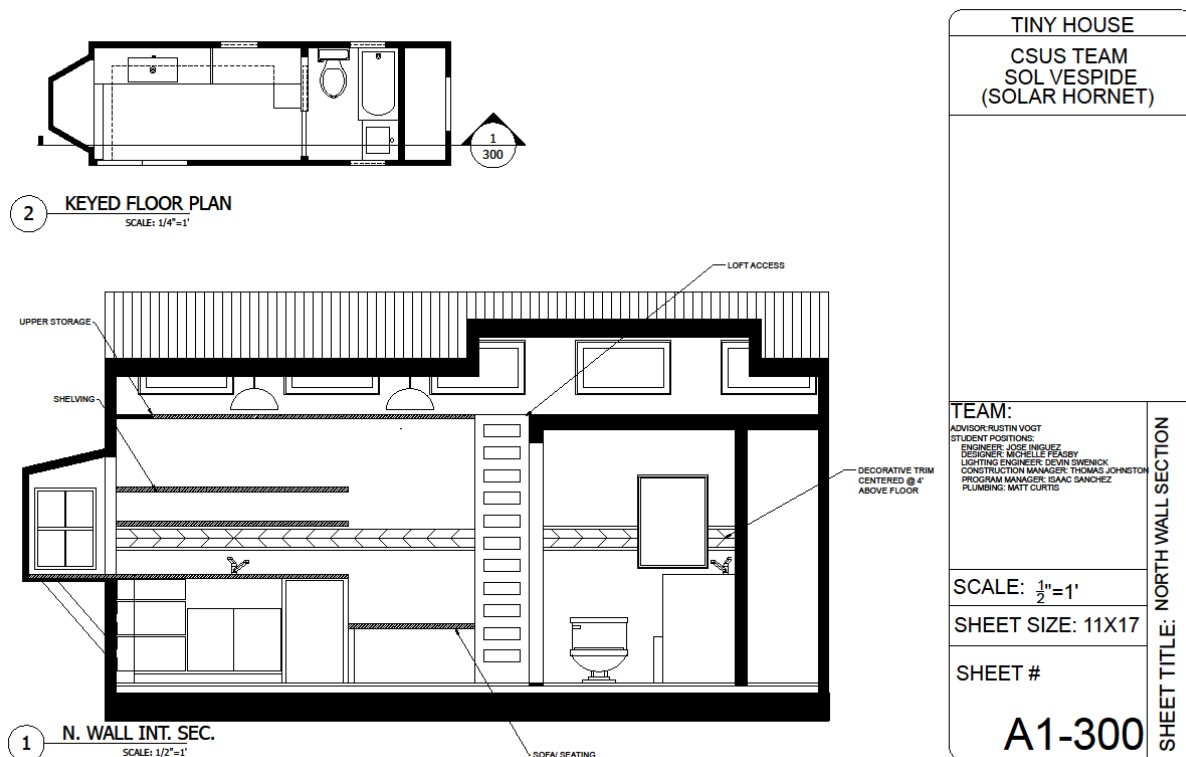 TINY HOUSE
CSUS TEAM
SOL VESPIDE
(SOLAR HORNET)
1
300
2
KEYED FLOOR PLAN
SCALE: 1/4"=1'
LOFT ACCESS
UPPER STORAGE
SHELVING
DECORATIVE TRIM
CENTERED @ 4'
ABOVE FLOOR
SOFA/ SEATING
1
N. WALL INT. SEC.
SCALE: 1/2"=1'
TEAM:
ADVISOR:RUSTIN VOGT
STUDENT POSITIONS:
ENGINEER: JOSE INIGUEZ
DESIGNER: MICHELLE FEASBY
LIGHTING ENGINEER: DEVIN SWENICK
CONSTRUCTION MANAGER: THOMAS JOHNSTON
PROGRAM MANAGER: ISAAC SANCHEZ
PLUMBING: MATT CURTIS
SCALE: 1/2"=1'
SHEET SIZE: 11X17
SHEET #
A1-300
SHEET TITLE: NORTH WALL SECTION